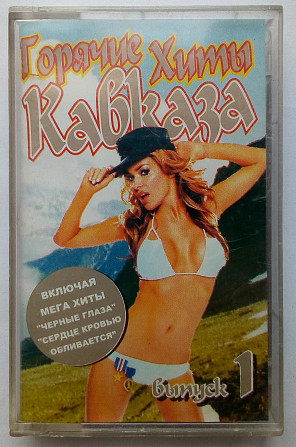 Горячие Хиты
Кавказа
ВКЛЮЧАЯ
МЕГА ХИТЫ
"ЧЕРНЫЕ ГЛАЗА"
"СЕРДЦЕ КРОВЬЮ
ОБЛИВАЕТСЯ"
выпуск 1